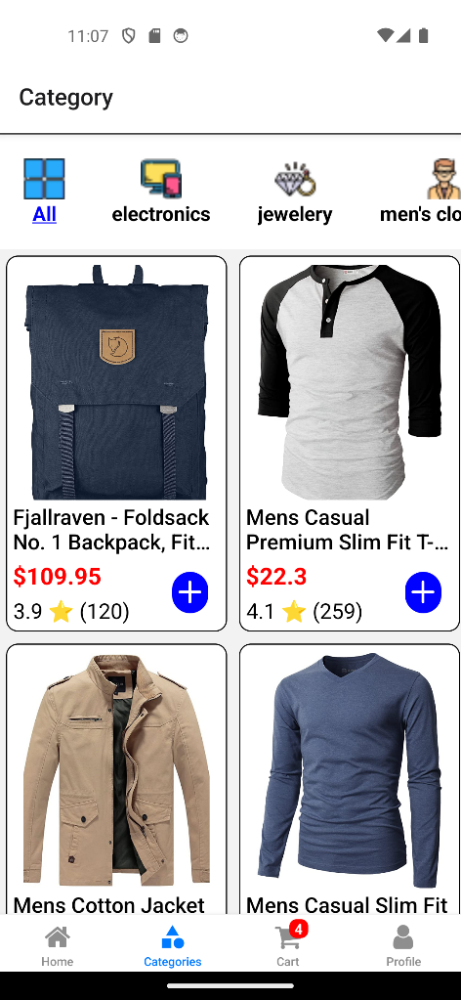 11:07
Category
All
electronics
jewelery
men's clo
Fjallraven - Foldsack
No. 1 Backpack, Fit...
$109.95
3.9 ⭐ (120)
Mens Casual
Premium Slim Fit T-...
$22.3
4.1 ⭐ (259)
Mens Cotton Jacket
Mens Casual Slim Fit
Home
Categories
4
Cart
Profile